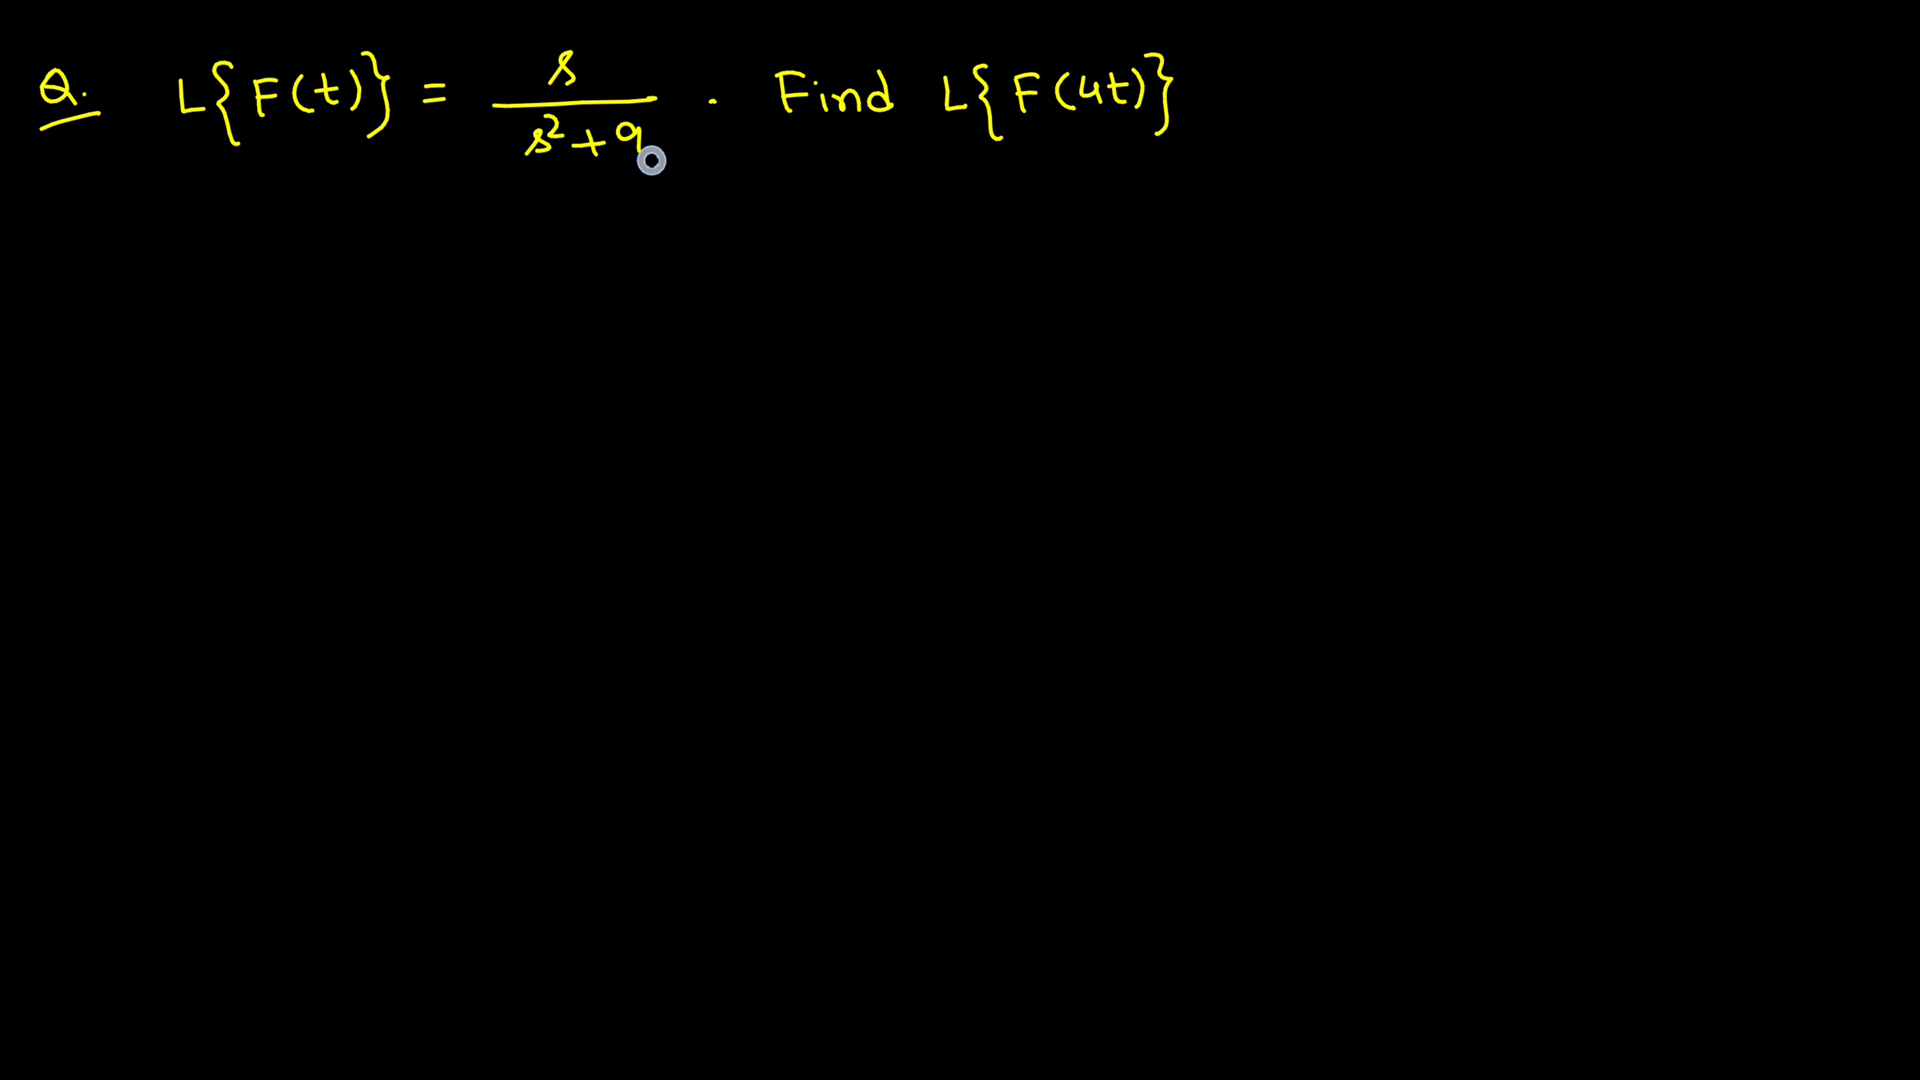 Q. L{F(t)} = s/(s²+9) . Find L{F(4t)}